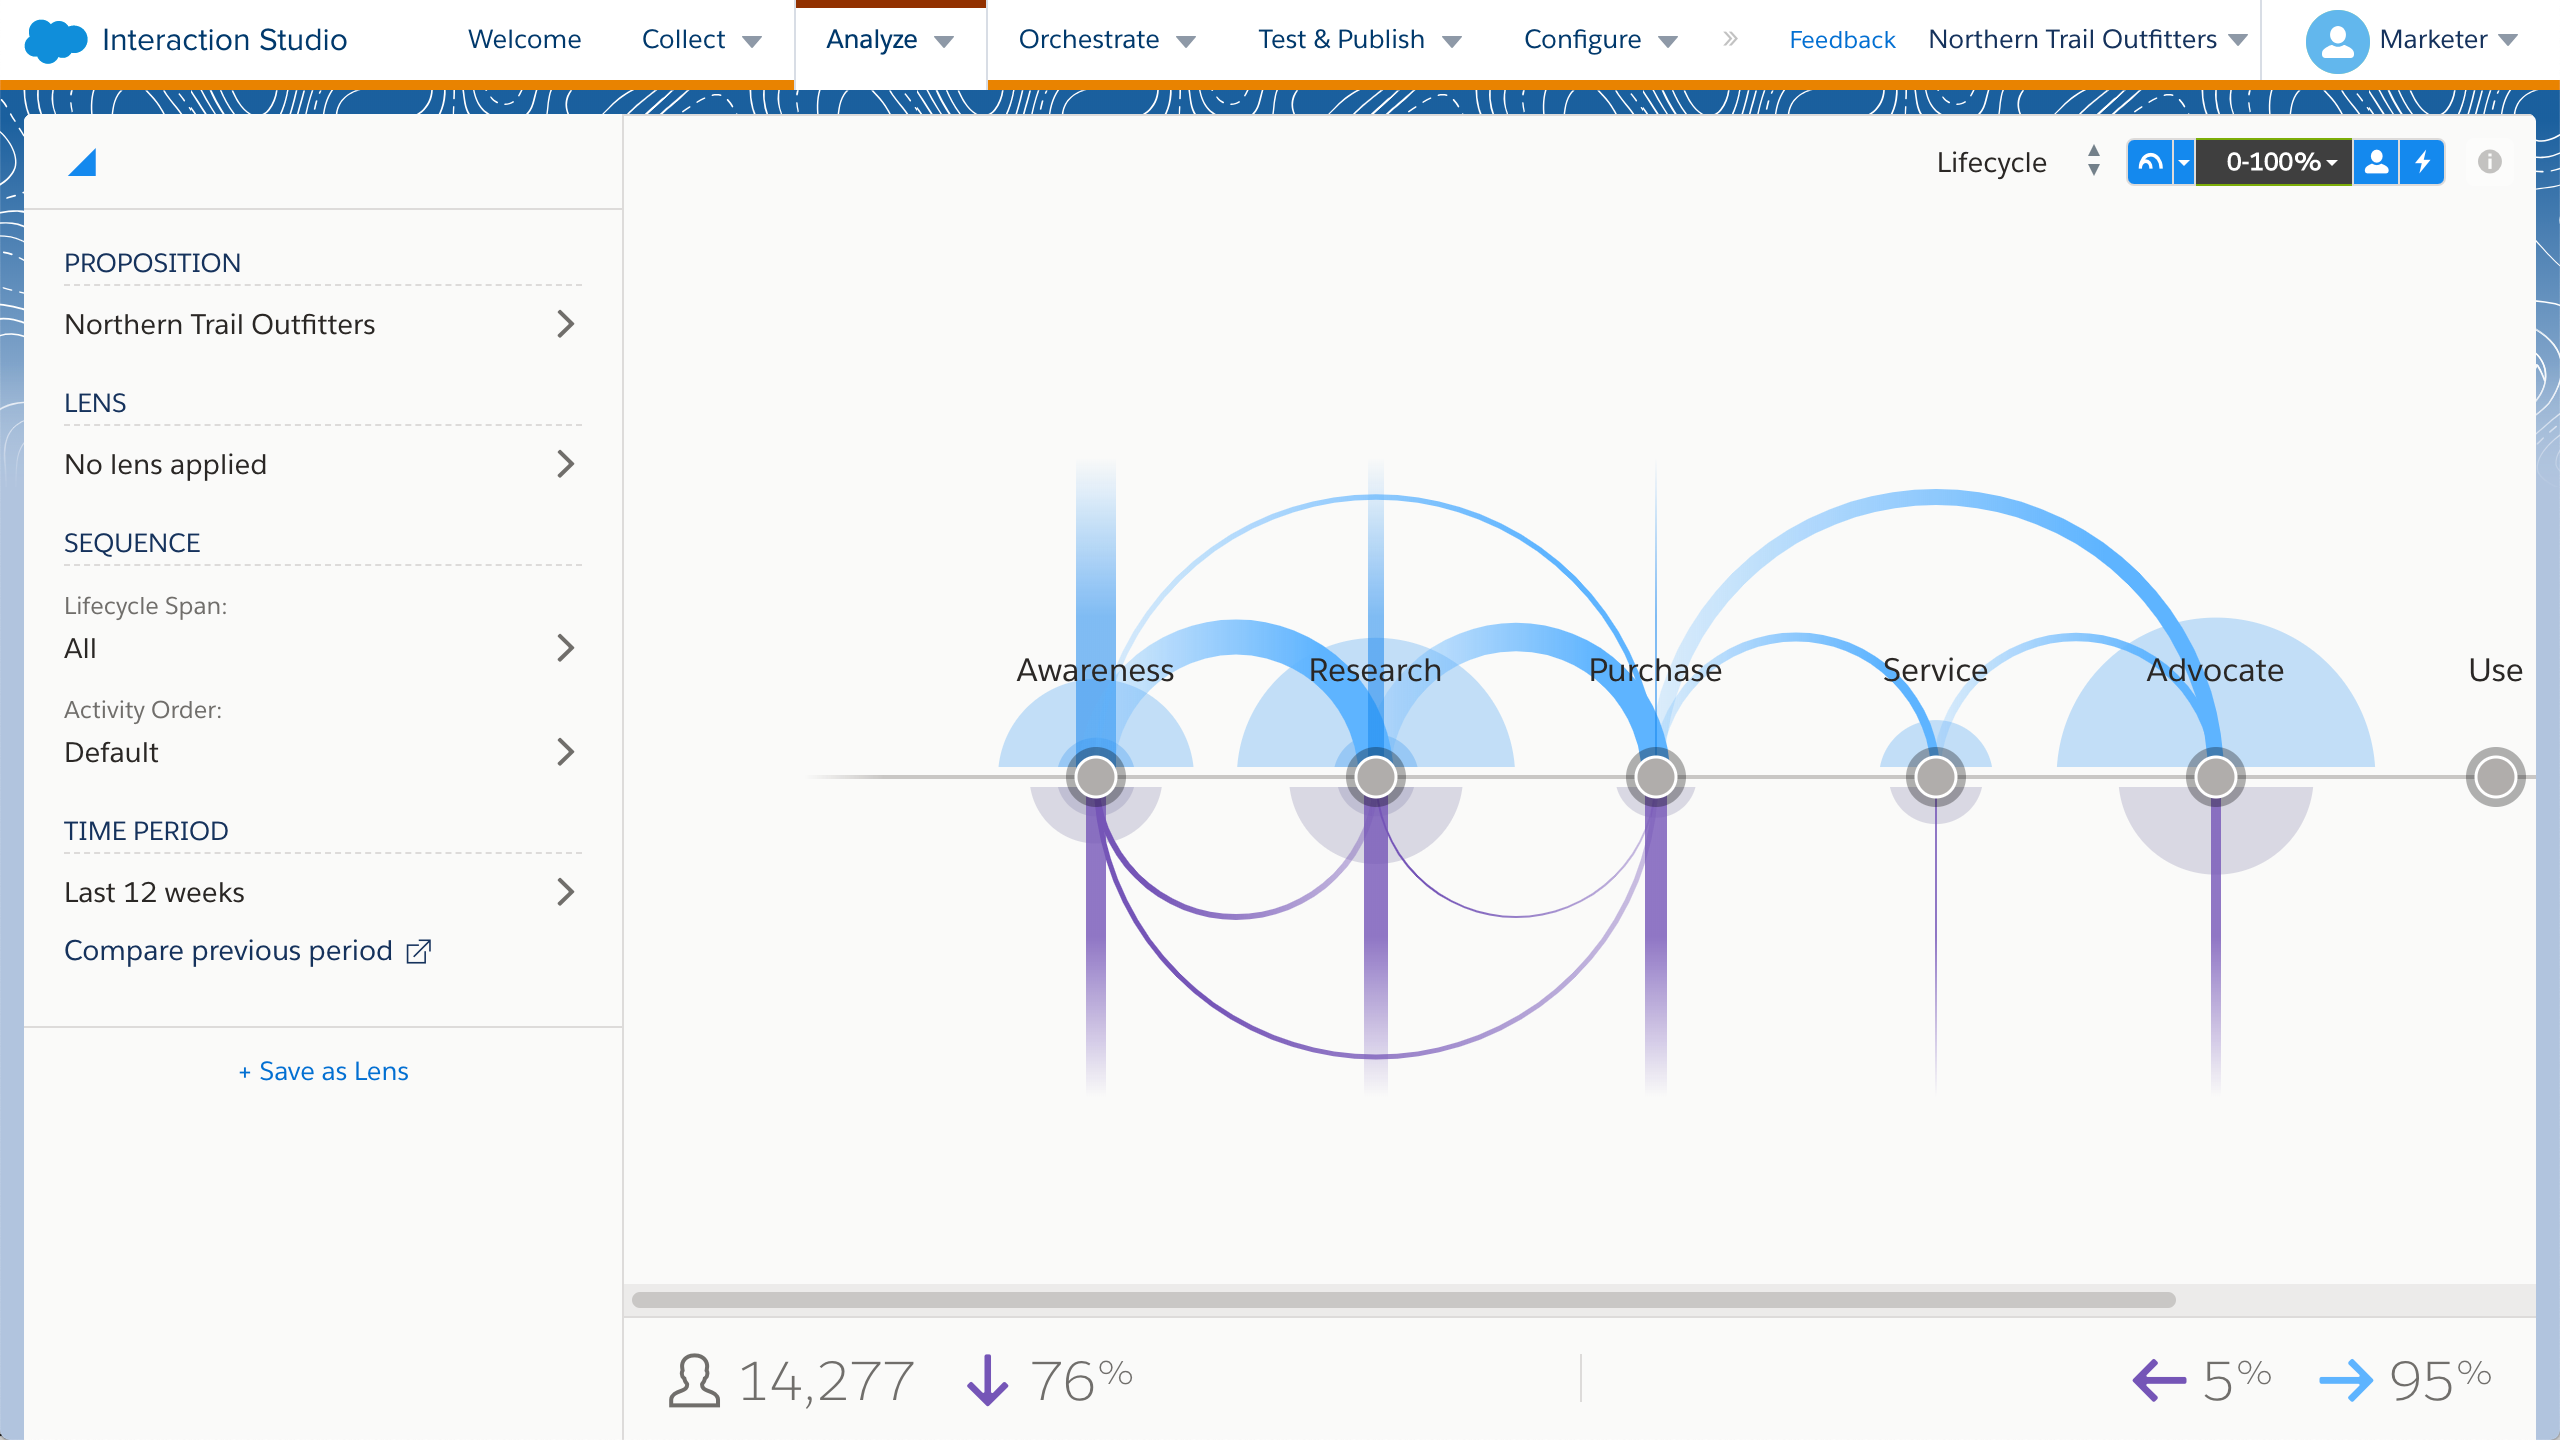 Interaction Studio Welcome Collect Analyze Orchestrate Test & Publish Configure » Feedback Northern Trail Outfitters Marketer
Lifecycle 0-100%
PROPOSITION
Northern Trail Outfitters
LENS
No lens applied
SEQUENCE
Lifecycle Span:
All
Activity Order:
Default
TIME PERIOD
Last 12 weeks
Compare previous period
+ Save as Lens
Awareness Research Purchase Service Advocate Use
14,277 76% 5% 95%